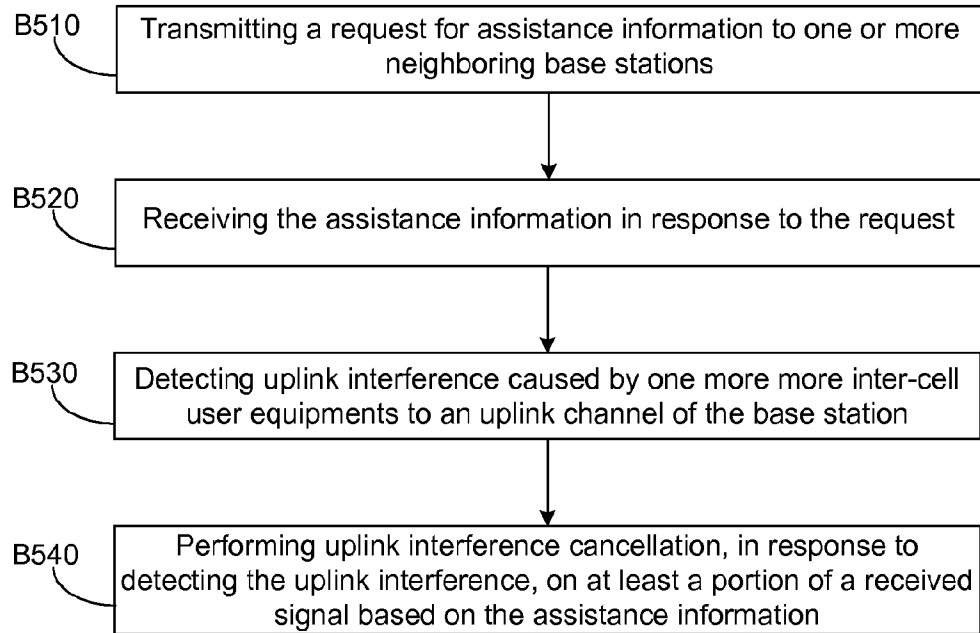 B510
Transmitting a request for assistance information to one or more
neighboring base stations
B520
Receiving the assistance information in response to the request
B530
Detecting uplink interference caused by one more more inter-cell
user equipments to an uplink channel of the base station
B540
Performing uplink interference cancellation, in response to
detecting the uplink interference, on at least a portion of a received
signal based on the assistance information